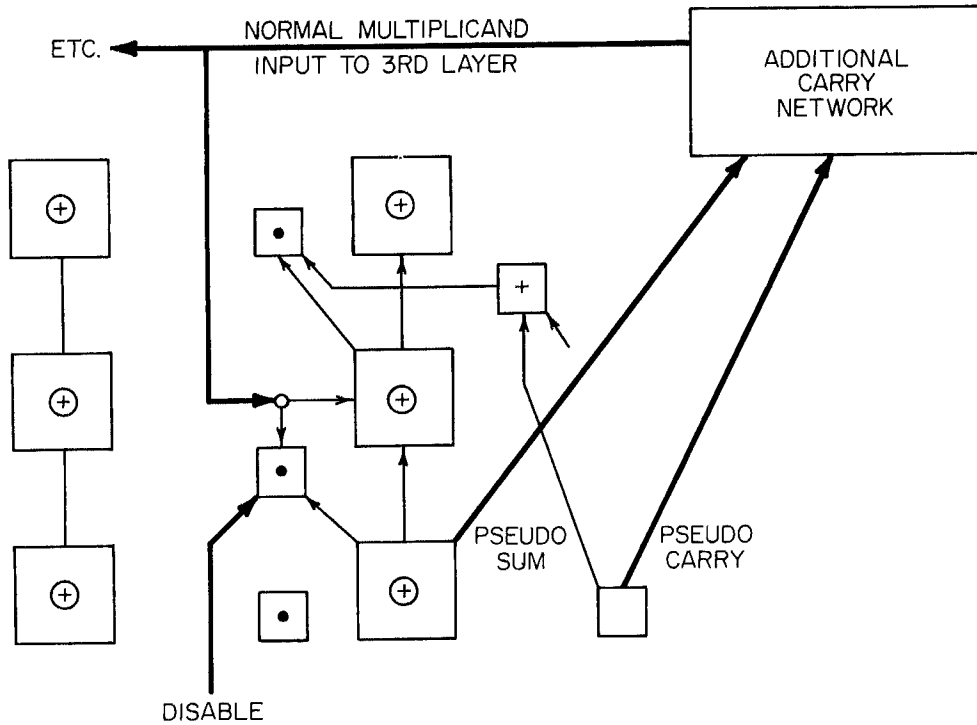 ETC.
NORMAL MULTIPLICAND
INPUT TO 3RD LAYER
ADDITIONAL
CARRY
NETWORK
PSEUDO
SUM
PSEUDO
CARRY
DISABLE